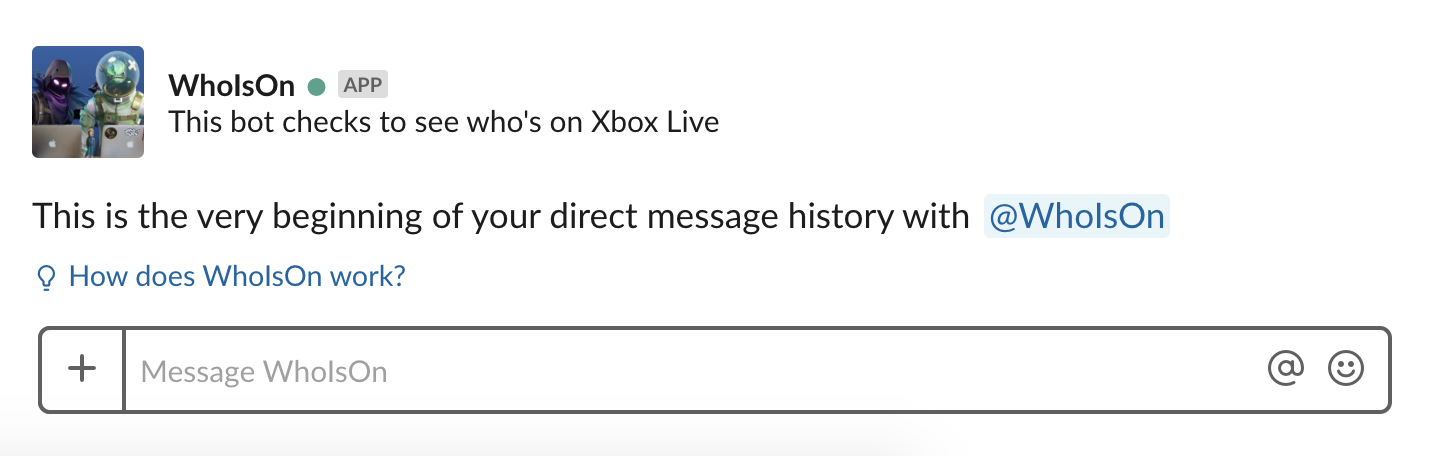 WhoIsOn APP
This bot checks to see who's on Xbox Live
This is the very beginning of your direct message history with @WhoIsOn
How does WhoIsOn work?
Message WhoIsOn